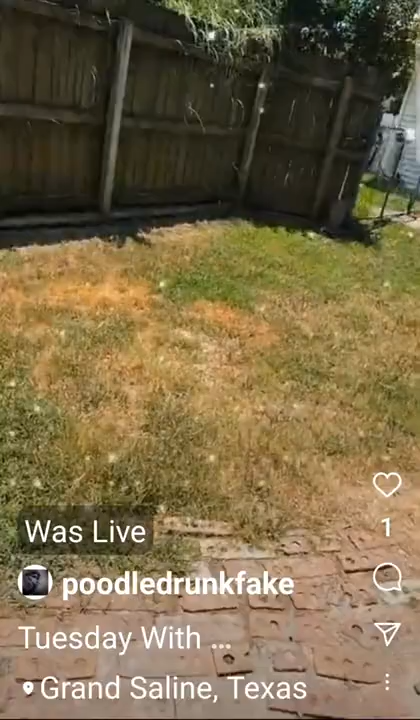 Was Live
1
poodledrunkfake
Tuesday With ...
Grand Saline, Texas